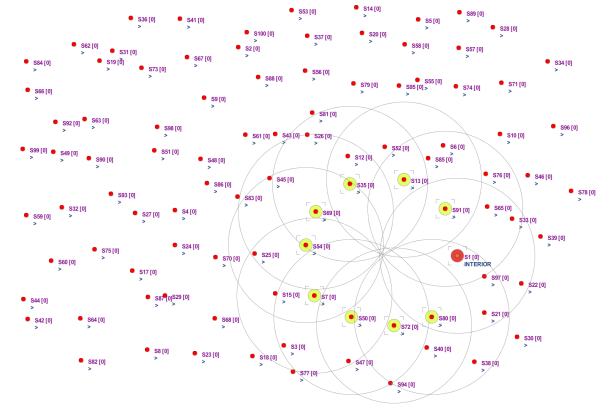 S53 [0]
S14 [0]
S89 [0]
S36 [0]
S41 [0]
S5 [0]
S28 [0]
S100 [0]
S37 [0]
S20 [0]
S62 [0]
S31 [0]
S2 [0]
S58 [0]
S57 [0]
S84 [0]
S19 [0]
S67 [0]
S34 [0]
S73 [0]
S56 [0]
S88 [0]
S79 [0]
S95 [0]
S55 [0]
S74 [0]
S71 [0]
S66 [0]
S9 [0]
S81 [0]
S92 [0]
S63 [0]
S98 [0]
S96 [0]
S61 [0]
S43 [0]
S26 [0]
S10 [0]
S99 [0]
S49 [0]
S90 [0]
S51 [0]
S48 [0]
S12 [0]
S52 [0]
S6 [0]
S85 [0]
S45 [0]
S35 [0]
S13 [0]
S76 [0]
S46 [0]
S86 [0]
S78 [0]
S93 [0]
S83 [0]
S59 [0]
S32 [0]
S27 [0]
S4 [0]
S69 [0]
S91 [0]
S65 [0]
S33 [0]
S39 [0]
S75 [0]
S24 [0]
S54 [0]
S60 [0]
S70 [0]
S25 [0]
S1 [0]
INTERIOR
S17 [0]
S97 [0]
S22 [0]
S44 [0]
S29 [0]
S15 [0]
S7 [0]
S42 [0]
S64 [0]
S68 [0]
S50 [0]
S72 [0]
S80 [0]
S21 [0]
S8 [0]
S23 [0]
S18 [0]
S3 [0]
S40 [0]
S82 [0]
S77 [0]
S47 [0]
S38 [0]
S94 [0]